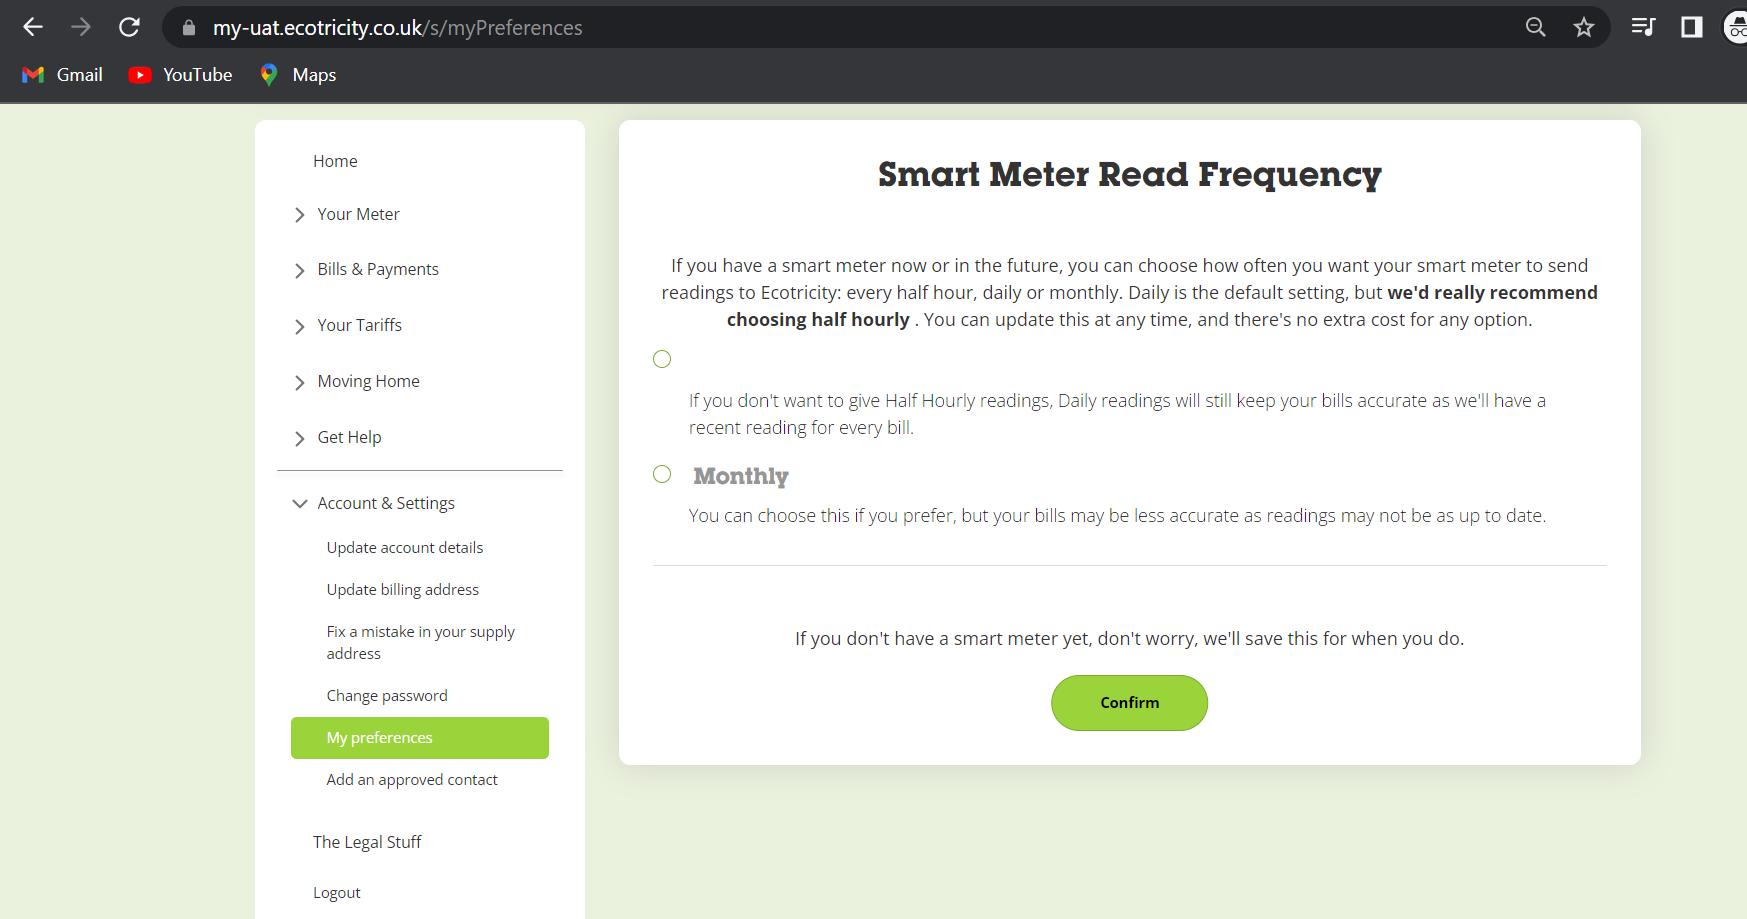 my-uat.ecotricity.co.uk/s/myPreferences
Gmail
YouTube
Maps
Home
Your Meter
Bills & Payments
Your Tariffs
Moving Home
Get Help
Account & Settings
Update account details
Update billing address
Fix a mistake in your supply
address
Change password
My preferences
Add an approved contact
The Legal Stuff
Logout
Smart Meter Read Frequency
If you have a smart meter now or in the future, you can choose how often you want your smart meter to send
readings to Ecotricity: every half hour, daily or monthly. Daily is the default setting, but we'd really recommend
choosing half hourly . You can update this at any time, and there's no extra cost for any option.
If you don't want to give Half Hourly readings, Daily readings will still keep your bills accurate as we'll have a
recent reading for every bill.
Monthly
You can choose this if you prefer, but your bills may be less accurate as readings may not be as up to date.
If you don't have a smart meter yet, don't worry, we'll save this for when you do.
Confirm